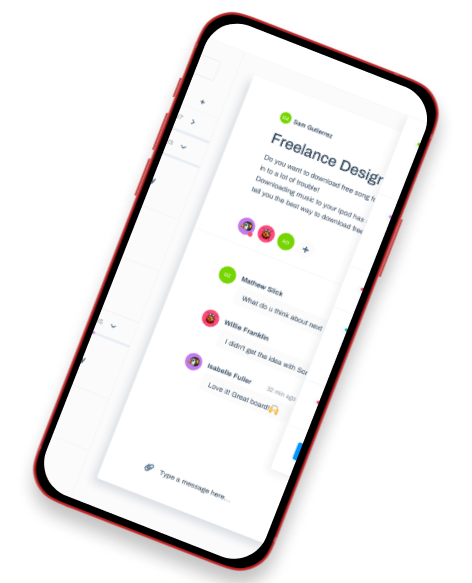 Sam Gutierrez
Freelance Design
Do you want to download free song f
in to a lot of trouble!
Downloading music to your Ipod has
tell you the best way to download free
Mathew Slick
What do u think about next
Willie Franklin
I didn't get the idea with
Isabelle Fuller
32 min ago
Love it! Great board!🙌
Type a message here...